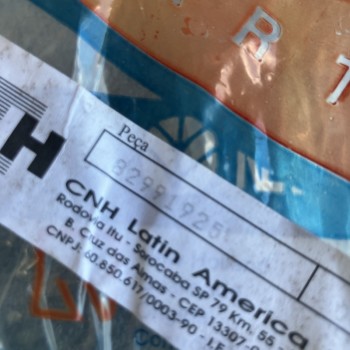 R T
Peça
82991925
CNH Latin America
Rodovia Itu - Sorocaba SP 79 Km. 55 -
B. Cruz das Almas - CEP 13307-
CNPJ: 60.850.617/0003-90 - I.E